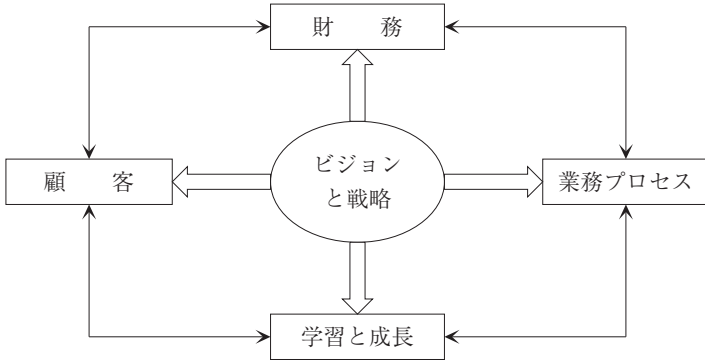 財　　務
顧　　客
ビジョン
と戦略
業務プロセス
学習と成長